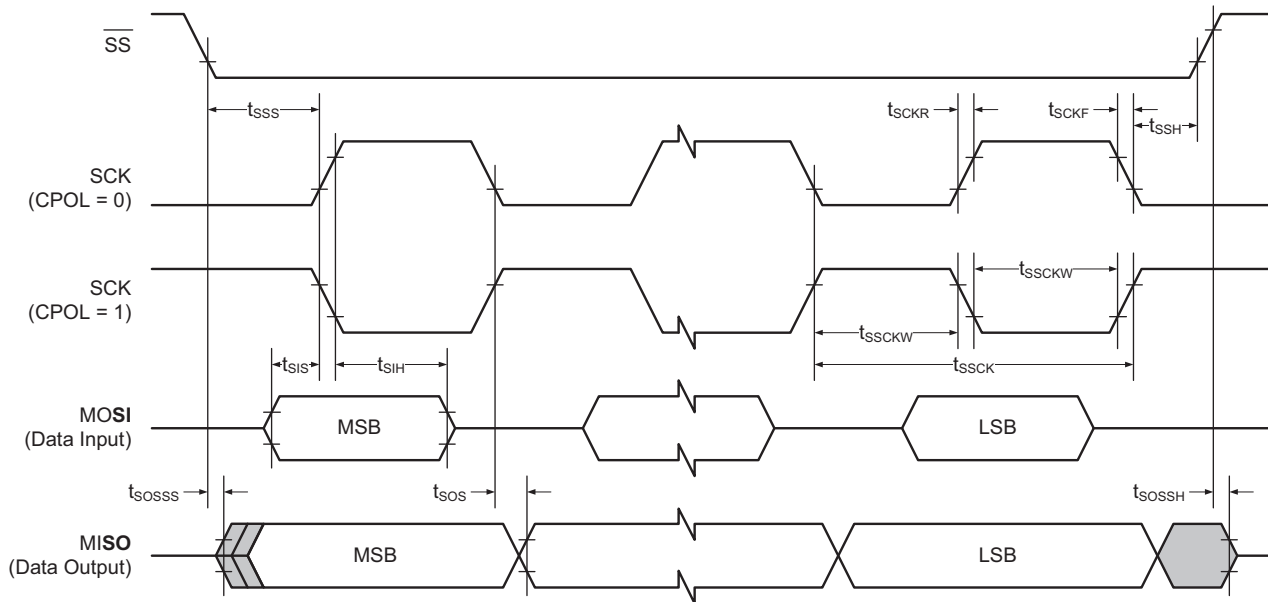 SS
tSSS
tSCKR
tSCKF
tSSH
SCK
(CPOL = 0)
SCK
(CPOL = 1)
tSSCKW
tSSCKW
tSIS
tSIH
tSSCK
MOSI
(Data Input)
MSB
LSB
tSOSSS
tSOS
tSOSSH
MISO
(Data Output)
MSB
LSB